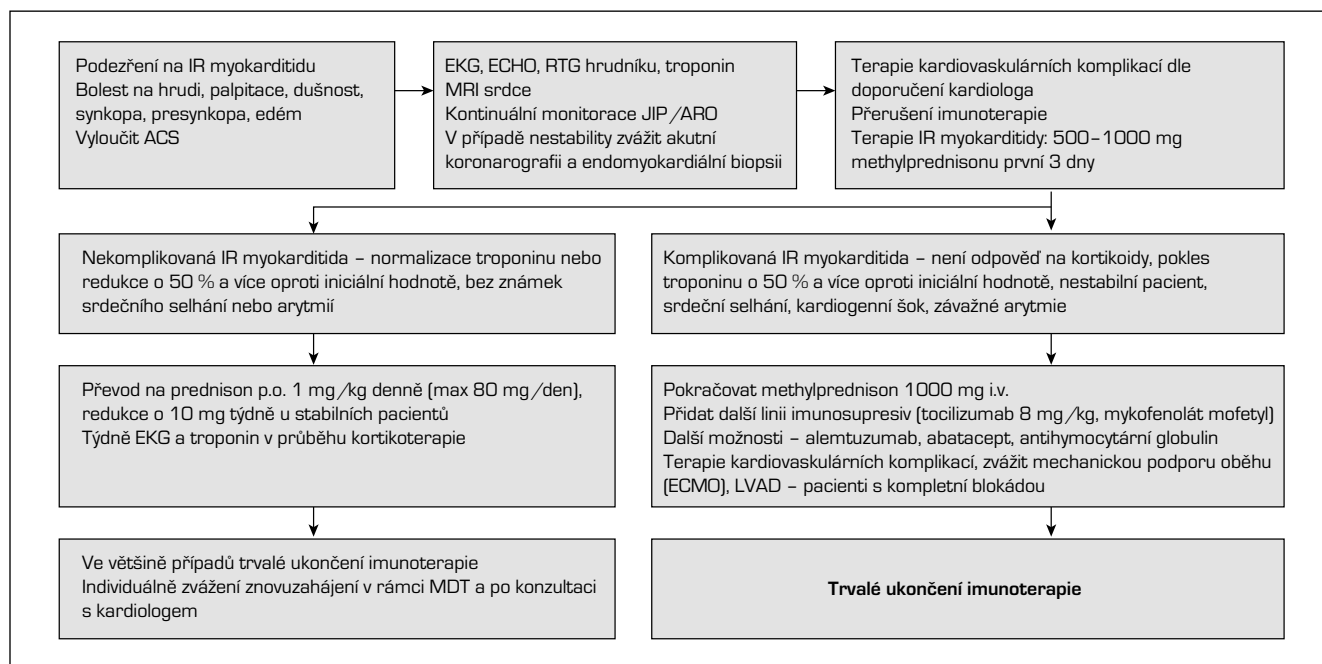 Podezření na IR myokarditidu
Bolest na hrudi, palpitace, dušnost,
synkopa, presynkopa, edém
Vyloučit ACS
EKG, ECHO, RTG hrudníku, troponin
MRI srdce
Kontinuální monitorace JIP/ARO
V případě nestability zvážit akutní
koronarografii a endomyokardiální biopsii
Terapie kardiovaskulárních komplikací dle
doporučení kardiologa
Přerušení imunoterapie
Terapie IR myokarditidy: 500–1000 mg
methylprednisonu první 3 dny
Nekomplikovaná IR myokarditida – normalizace troponinu nebo
redukce o 50 % a více oproti iniciální hodnotě, bez známek
srdečního selhání nebo arytmií
Komplikovaná IR myokarditida – není odpověď na kortikoidy, pokles
troponinu o 50 % a více oproti iniciální hodnotě, nestabilní pacient,
srdeční selhání, kardiogenní šok, závažné arytmie
Převod na prednison p.o. 1 mg/kg denně (max 80 mg/den),
redukce o 10 mg týdně u stabilních pacientů
Týdně EKG a troponin v průběhu kortikoterapie
Pokračovat methylprednison 1000 mg i.v.
Přidat další linii imunosupresiv (tocilizumab 8 mg/kg, mykofenolát mofetyl)
Další možnosti – alemtuzumab, abatacept, antihymocytární globulin
Terapie kardiovaskulárních komplikací, zvážit mechanickou podporu oběhu
(ECMO), LVAD – pacienti s kompletní blokádou
Ve většině případů trvalé ukončení imunoterapie
Individuálně zvážení znovuzahájení v rámci MDT a po konzultaci
s kardiologem
Trvalé ukončení imunoterapie